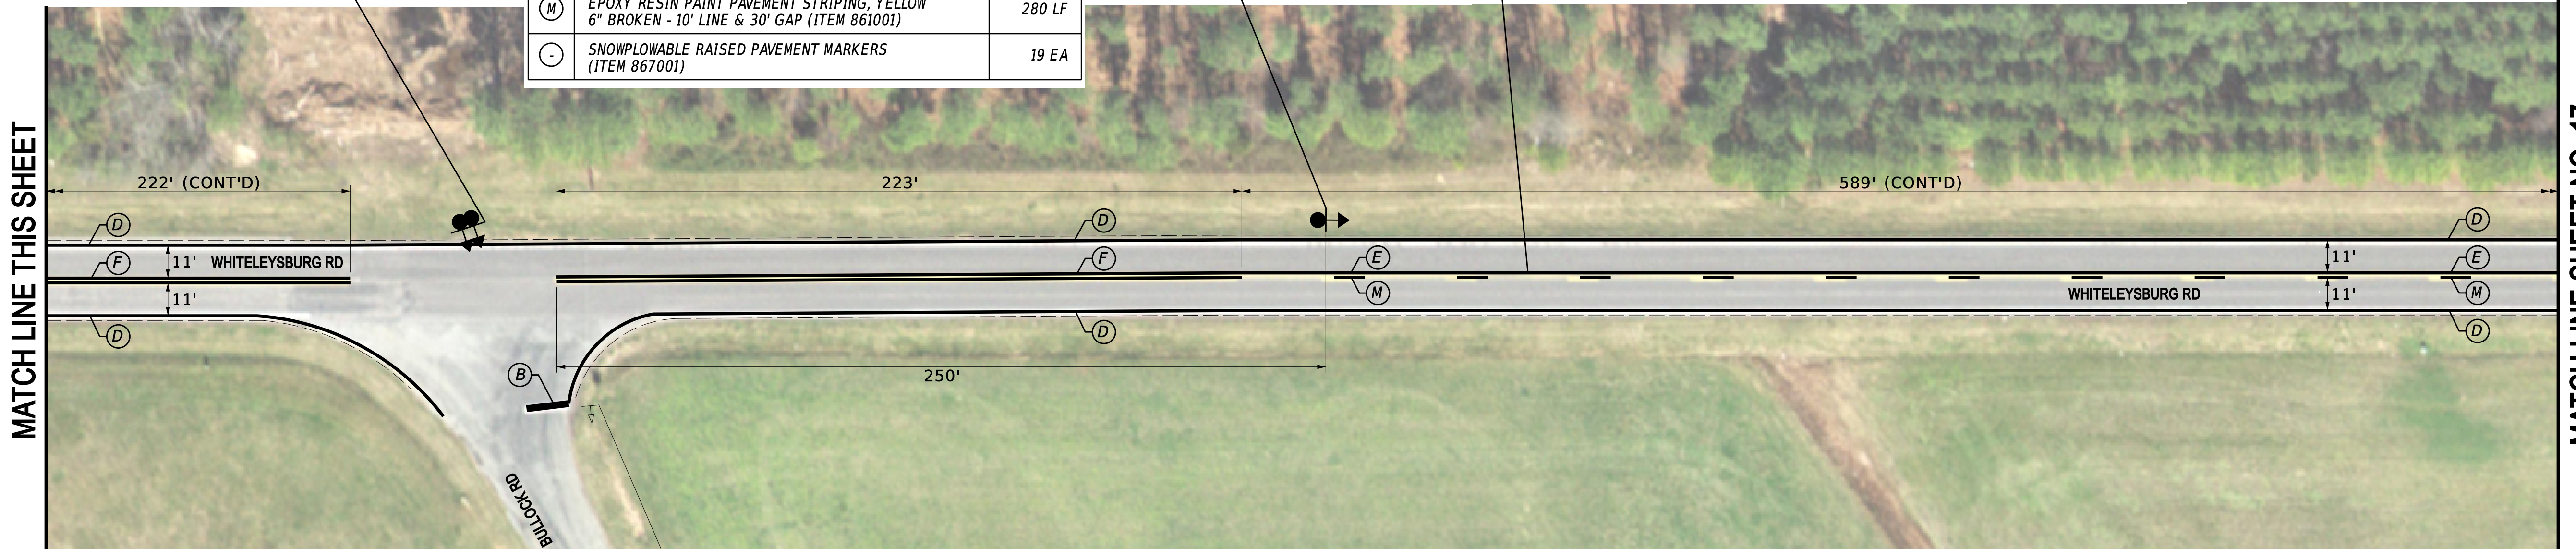 M
EPOXY RESIN PAINT PAVEMENT STRIPING, YELLOW
6" BROKEN - 10' LINE & 30' GAP (ITEM 861001)
280 LF
-
SNOWPLOWABLE RAISED PAVEMENT MARKERS
(ITEM 867001)
19 EA
MATCH LINE THIS SHEET
222' (CONT'D)
223'
589' (CONT'D)
D
D
D
F
11'
WHITELEYSBURG RD
F
E
11'
E
11'
M
WHITELEYSBURG RD
11'
M
D
D
D
B
250'
BULLOCK RD